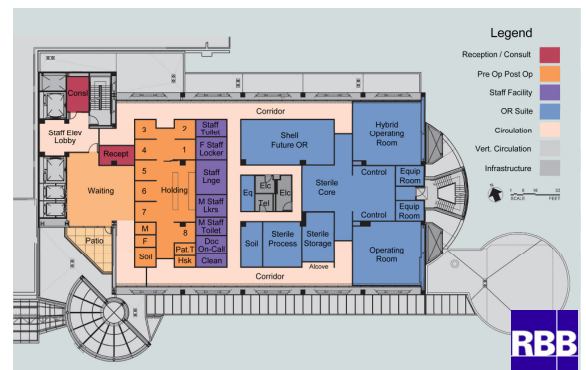 Legend
Reception / Consult
Pre Op Post Op
Staff Facility
OR Suite
Circulation
Vert. Circulation
Infrastructure
SCALE
FEET
Consl
Staff Elev
Lobby
Recept
Waiting
Patio
Corridor
3
2
4
1
5
6
Holding
7
M
F
8
Soil
Pat.T
Hsk
Staff
Toilet
F Staff
Locker
Staff
Lnge
M Staff
Lkrs
M Staff
Toilet
Doc
On-Call
Clean
Shell
Future OR
Hybrid
Operating
Room
Eq
Elc
Elc
Tel
Sterile
Core
Control
Equip
Room
Control
Equip
Room
Soil
Sterile
Process
Sterile
Storage
Operating
Room
Alcove
Corridor
RBB